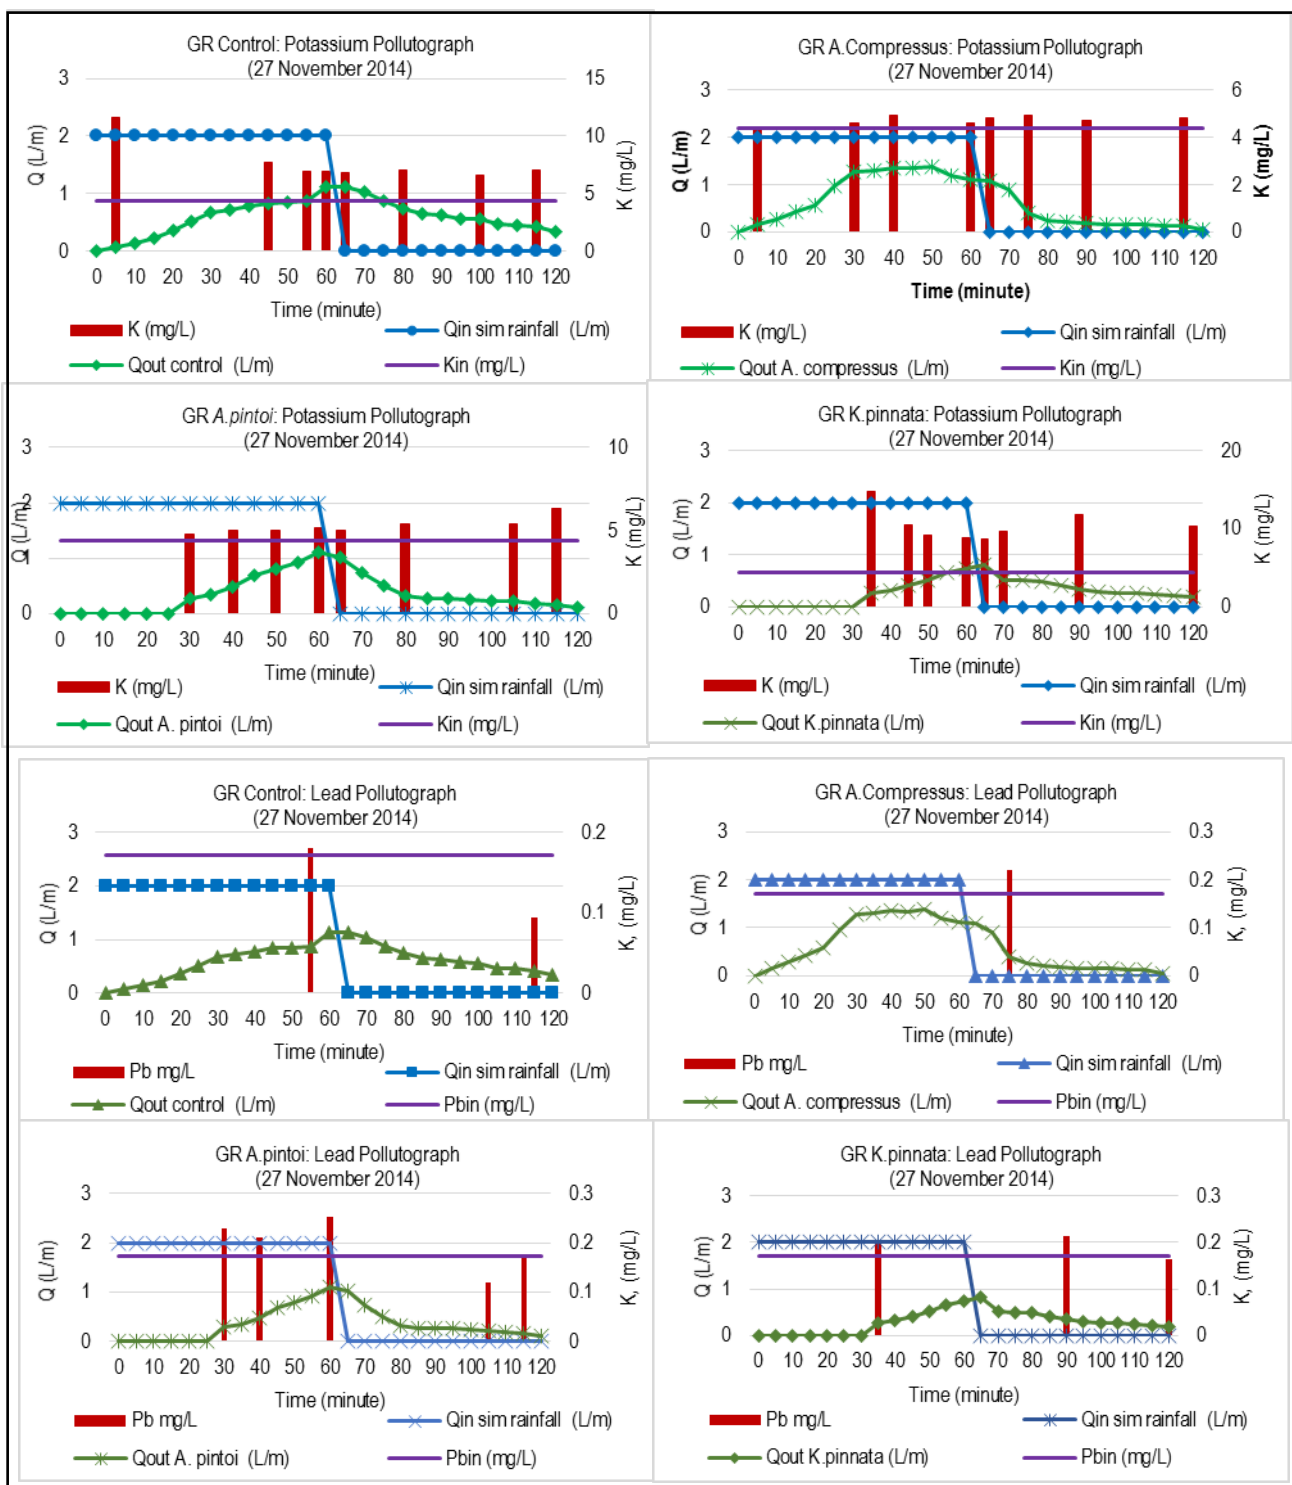 GR Control: Potassium Pollutograph
(27 November 2014)
3
2
1
0
15
10
5
0
Q (L/m)
K (mg/L)
0 10 20 30 40 50 60 70 80 90 100 110 120
Time (minute)
K (mg/L)
Qin sim rainfall (L/m)
Qout control (L/m)
Kin (mg/L)
GR A.Compressus: Potassium Pollutograph
(27 November 2014)
3
2
1
0
6
4
2
0
Q (L/m)
K (mg/L)
0 10 20 30 40 50 60 70 80 90 100 110 120
Time (minute)
K (mg/L)
Qin sim rainfall (L/m)
Qout A. compressus (L/m)
Kin (mg/L)
GR A.pintoi: Potassium Pollutograph
(27 November 2014)
3
2
1
0
10
5
0
Q (L/m)
K (mg/L)
0 10 20 30 40 50 60 70 80 90 100 110 120
Time (minute)
K (mg/L)
Qin sim rainfall (L/m)
Qout A. pintoi (L/m)
Kin (mg/L)
GR K.pinnata: Potassium Pollutograph
(27 November 2014)
3
2
1
0
20
10
0
Q (L/m)
K (mg/L)
0 10 20 30 40 50 60 70 80 90 100 110 120
Time (minute)
K (mg/L)
Qin sim rainfall (L/m)
Qout K.pinnata (L/m)
Kin (mg/L)
GR Control: Lead Pollutograph
(27 November 2014)
3
2
1
0
0.2
0.1
0
Q (L/m)
K, (mg/L)
0 10 20 30 40 50 60 70 80 90 100 110 120
Time (minute)
Pb mg/L
Qin sim rainfall (L/m)
Qout control (L/m)
Pbin (mg/L)
GR A.Compressus: Lead Pollutograph
(27 November 2014)
3
2
1
0
0.3
0.2
0.1
0
Q (L/m)
K, (mg/L)
0 10 20 30 40 50 60 70 80 90 100 110 120
Time (minute)
Pb mg/L
Qin sim rainfall (L/m)
Qout A. compressus (L/m)
Pbin (mg/L)
GR A.pintoi: Lead Pollutograph
(27 November 2014)
3
2
1
0
0.3
0.2
0.1
0
Q (L/m)
K, (mg/L)
0 10 20 30 40 50 60 70 80 90 100 110 120
Time (minute)
Pb mg/L
Qin sim rainfall (L/m)
Qout A. pintoi (L/m)
Pbin (mg/L)
GR K.pinnata: Lead Pollutograph
(27 November 2014)
3
2
1
0
0.3
0.2
0.1
0
Q (L/m)
K, (mg/L)
0 10 20 30 40 50 60 70 80 90 100 110 120
Time (minute)
Pb mg/L
Qin sim rainfall (L/m)
Qout K.pinnata (L/m)
Pbin (mg/L)